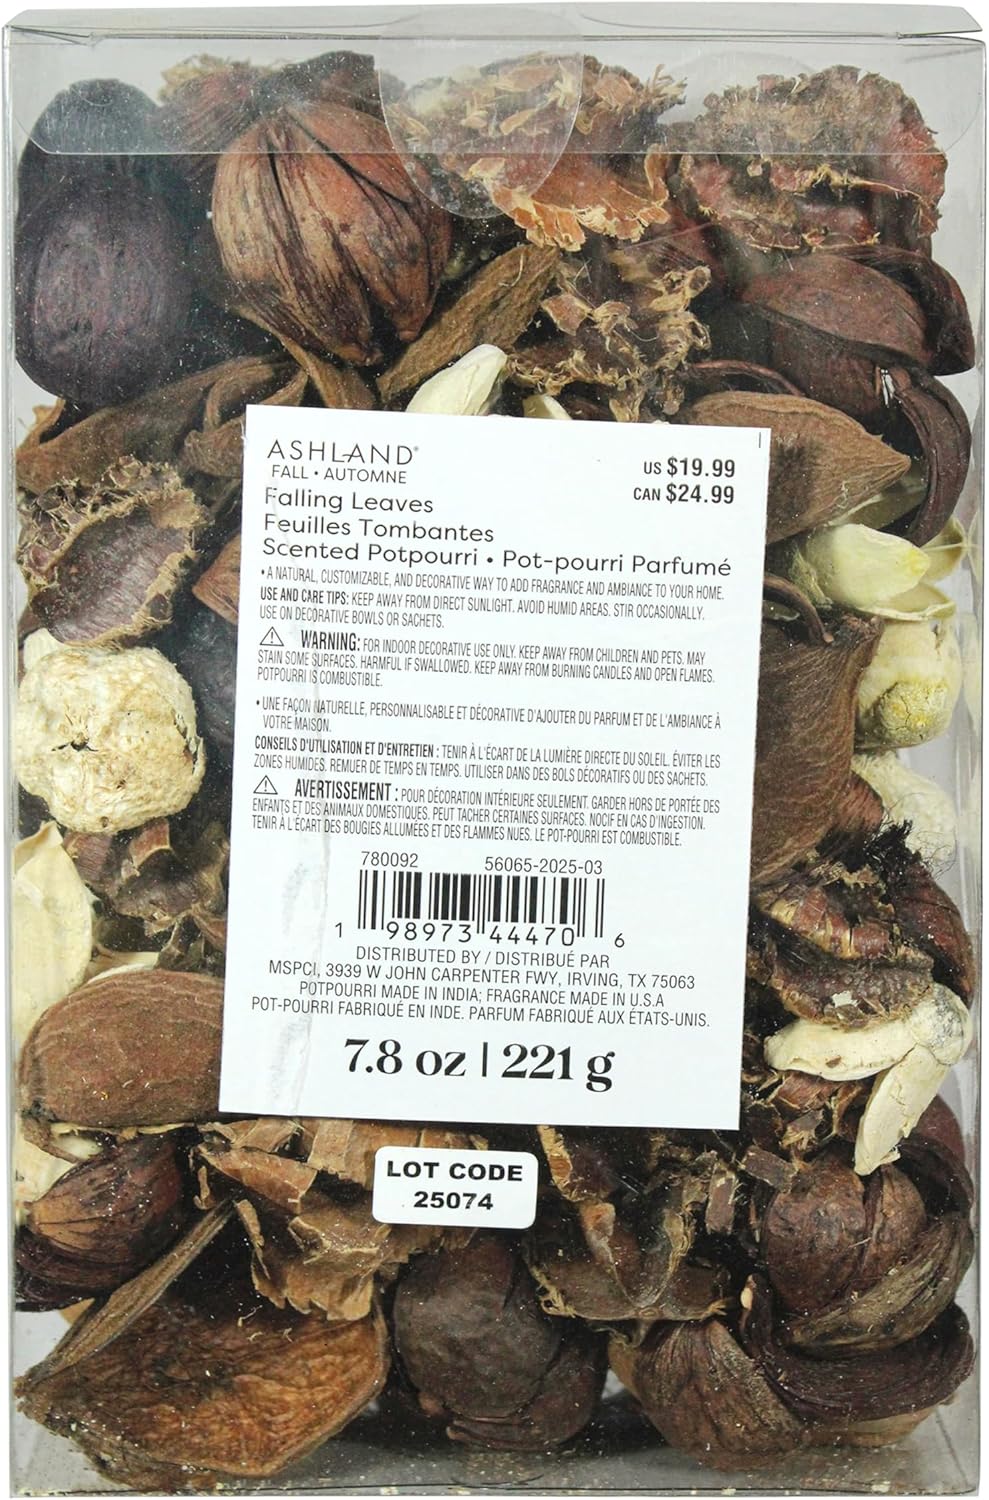 ASHLAND®
FALL • AUTOMNE
US $19.99
CAN $24.99
Falling Leaves
Feuilles Tombantes
Scented Potpourri • Pot-pourri Parfumé
• A NATURAL, CUSTOMIZABLE, AND DECORATIVE WAY TO ADD FRAGRANCE AND AMBIANCE TO YOUR HOME.
USE AND CARE TIPS: KEEP AWAY FROM DIRECT SUNLIGHT. AVOID HUMID AREAS. STIR OCCASIONALLY.
USE ON DECORATIVE BOWLS OR SACHETS.
⚠ WARNING: FOR INDOOR DECORATIVE USE ONLY. KEEP AWAY FROM CHILDREN AND PETS. MAY
STAIN SOME SURFACES. HARMFUL IF SWALLOWED. KEEP AWAY FROM BURNING CANDLES AND OPEN FLAMES.
POTPOURRI IS COMBUSTIBLE.
• UNE FAÇON NATURELLE, PERSONNALISABLE ET DÉCORATIVE D'AJOUTER DU PARFUM ET DE L'AMBIANCE À
VOTRE MAISON.
CONSEILS D'UTILISATION ET D'ENTRETIEN : TENIR À L'ÉCART DE LA LUMIÈRE DIRECTE DU SOLEIL. ÉVITER LES
ZONES HUMIDES. REMUER DE TEMPS EN TEMPS. UTILISER DANS DES BOLS DÉCORATIFS OU DES SACHETS.
⚠ AVERTISSEMENT : POUR DÉCORATION INTÉRIEURE SEULEMENT. GARDER HORS DE PORTÉE DES
ENFANTS ET DES ANIMAUX DOMESTIQUES. PEUT TACHER CERTAINES SURFACES. NOCIF EN CAS D'INGESTION.
TENIR À L'ÉCART DES BOUGIES ALLUMÉES ET DES FLAMMES NUES. LE POT-POURRI EST COMBUSTIBLE.
780092 56065-2025-03
1 98973 44470 6
DISTRIBUTED BY / DISTRIBUÉ PAR
MSPCI, 3939 W JOHN CARPENTER FWY, IRVING, TX 75063
POTPOURRI MADE IN INDIA; FRAGRANCE MADE IN U.S.A
POT-POURRI FABRIQUÉ EN INDE. PARFUM FABRIQUÉ AUX ÉTATS-UNIS.
7.8 oz | 221 g
LOT CODE
25074